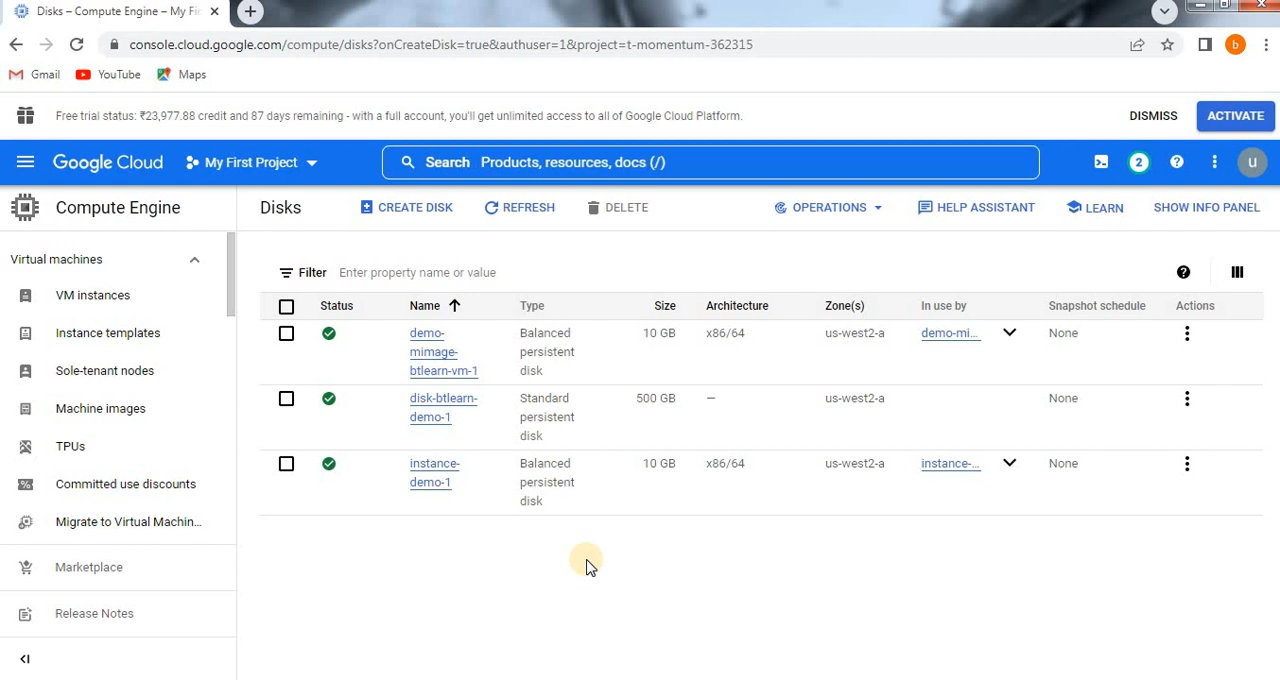 Disks – Compute Engine – My Fir
console.cloud.google.com/compute/disks?onCreateDisk=true&authuser=1&project=t-momentum-362315
b
Gmail YouTube Maps
Free trial status: ₹23,977.88 credit and 87 days remaining - with a full account, you'll get unlimited access to all of Google Cloud Platform.
DISMISS ACTIVATE
Google Cloud My First Project Search Products, resources, docs (/) 2 u
Compute Engine
Disks CREATE DISK REFRESH DELETE OPERATIONS HELP ASSISTANT LEARN SHOW INFO PANEL
Virtual machines
VM instances
Instance templates
Sole-tenant nodes
Machine images
TPUs
Committed use discounts
Migrate to Virtual Machin...
Marketplace
Release Notes
Filter Enter property name or value
Status Name Type Size Architecture Zone(s) In use by Snapshot schedule Actions
demo- Balanced 10 GB x86/64 us-west2-a demo-mi... None
mimage- persistent
btlearn-vm-1 disk
disk-btlearn- Standard 500 GB — us-west2-a None
demo-1 persistent
disk
instance- Balanced 10 GB x86/64 us-west2-a instance-... None
demo-1 persistent
disk